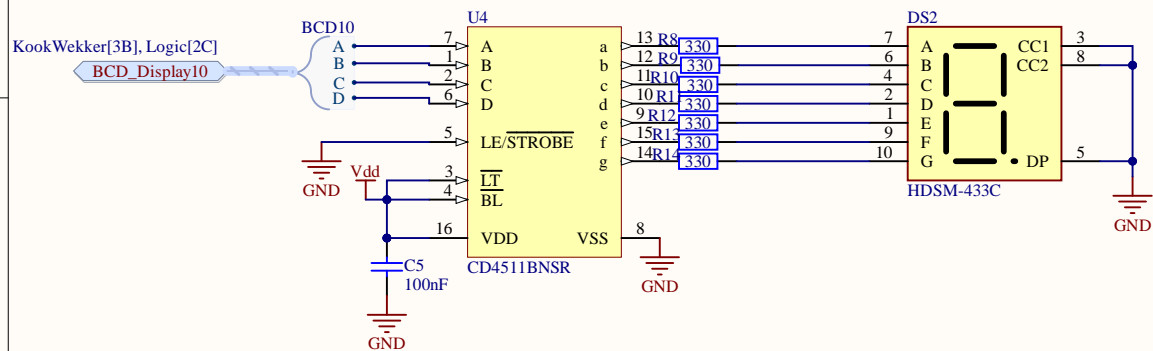 U4
DS2
BCD10
KookWekker[3B], Logic[2C]
BCD_Display10
A
B
C
D
7 A
1 B
2 C
6 D
5 LE/STROBE
3 LT
4 BL
16 VDD
VSS 8
a 13 R8 330
b 12 R9 330
c 11 R10 330
d 10 R11 330
e 9 R12 330
f 15 R13 330
g 14 R14 330
7 A
6 B
4 C
2 D
1 E
9 F
10 G
CC1 3
CC2 8
DP 5
GND
Vdd
CD4511BNSR
HDSM-433C
GND
GND
C5
100nF
GND